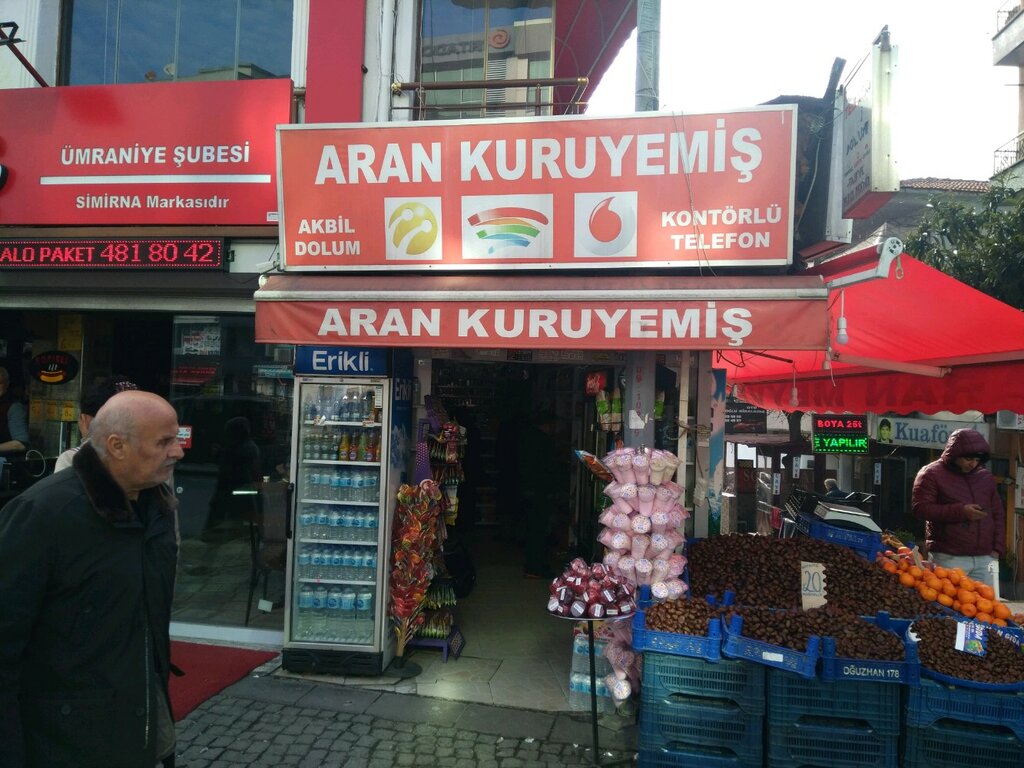 ÜMRANİYE ŞUBESİ
SİMİRNA Markasıdır
ALO PAKET 481 80 42
ARAN KURUYEMİŞ
AKBİL
DOLUM
KONTÖRLÜ
TELEFON
ARAN KURUYEMİŞ
Erikli
BOYA 25t
YAPILIR
Kuaför
20
OĞUZHAN 178